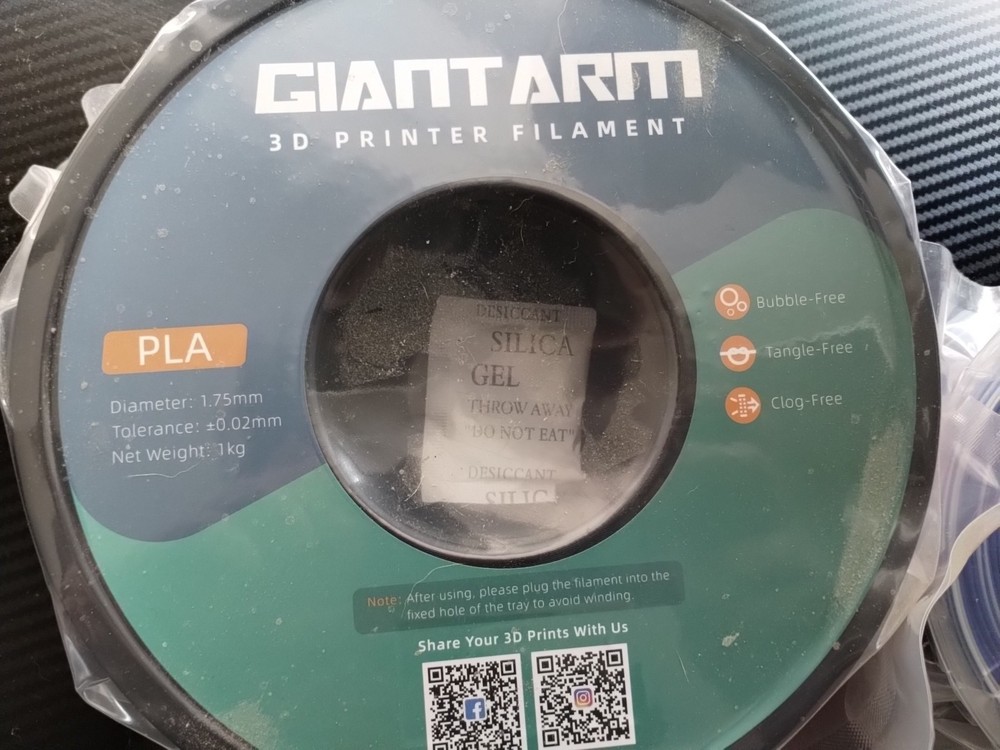 GIANTARM
3D PRINTER FILAMENT
PLA
Diameter: 1.75mm
Tolerance: ±0.02mm
Net Weight: 1kg
DESICCANT
SILICA
GEL
THROW AWAY
"DO NOT EAT"
DESICCANT
SILIC
Bubble-Free
Tangle-Free
Clog-Free
Note: After using, please plug the filament into the
fixed hole of the tray to avoid winding.
Share Your 3D Prints With Us